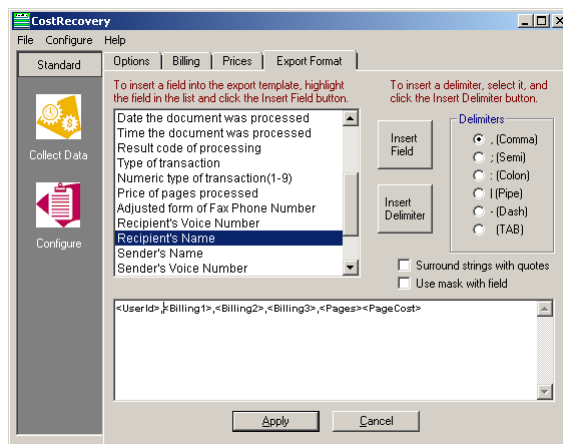 CostRecovery
File Configure Help
Standard
Options Billing Prices Export Format
To insert a field into the export template, highlight
the field in the list and click the Insert Field button.
To insert a delimiter, select it, and
click the Insert Delimiter button.
Date the document was processed
Time the document was processed
Result code of processing
Type of transaction
Numeric type of transaction(1-9)
Price of pages processed
Adjusted form of Fax Phone Number
Recipient's Voice Number
Recipient's Name
Sender's Name
Sender's Voice Number
Insert
Field
Insert
Delimiter
Delimiters
, (Comma)
; (Semi)
: (Colon)
| (Pipe)
- (Dash)
(TAB)
Collect Data
Configure
Surround strings with quotes
Use mask with field
<UserId>,<Billing1>,<Billing2>,<Billing3>,<Pages><PageCost>
Apply Cancel